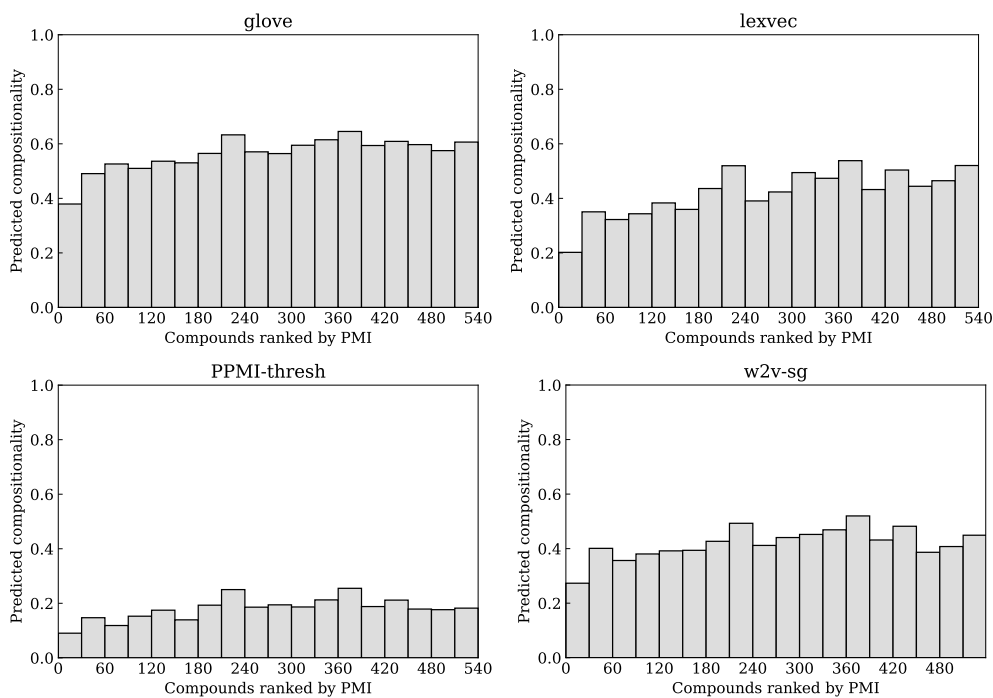 glove
1.0
0.8
0.6
0.4
0.2
0.0
Predicted compositionality
0 60 120 180 240 300 360 420 480 540
Compounds ranked by PMI
lexvec
1.0
0.8
0.6
0.4
0.2
0.0
Predicted compositionality
0 60 120 180 240 300 360 420 480 540
Compounds ranked by PMI
PPMI-thresh
1.0
0.8
0.6
0.4
0.2
0.0
Predicted compositionality
0 60 120 180 240 300 360 420 480 540
Compounds ranked by PMI
w2v-sg
1.0
0.8
0.6
0.4
0.2
0.0
Predicted compositionality
0 60 120 180 240 300 360 420 480
Compounds ranked by PMI